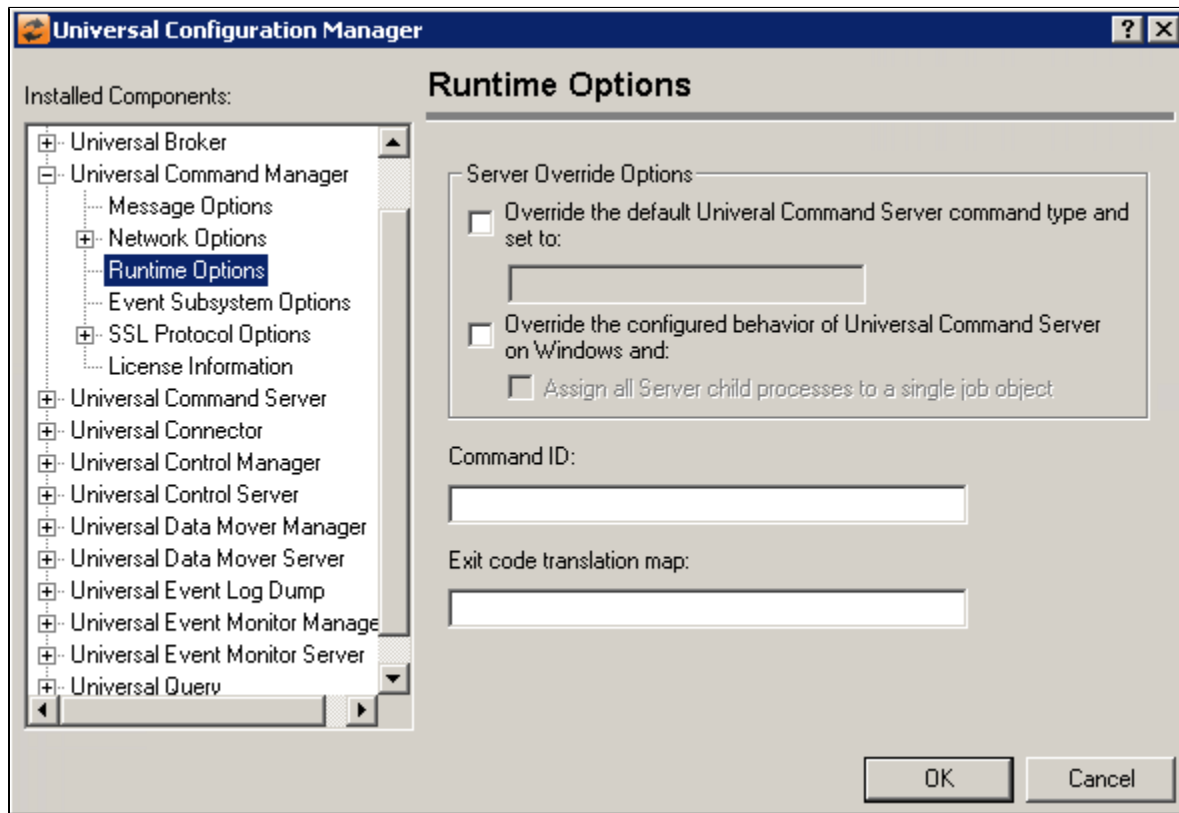 Universal Configuration Manager
Installed Components:
Universal Broker
Universal Command Manager
Message Options
Network Options
Runtime Options
Event Subsystem Options
SSL Protocol Options
License Information
Universal Command Server
Universal Connector
Universal Control Manager
Universal Control Server
Universal Data Mover Manager
Universal Data Mover Server
Universal Event Log Dump
Universal Event Monitor Manage
Universal Event Monitor Server
Universal Query
Runtime Options
Server Override Options
Override the default Univeral Command Server command type and
set to:
Override the configured behavior of Universal Command Server
on Windows and:
Assign all Server child processes to a single job object
Command ID:
Exit code translation map:
OK
Cancel